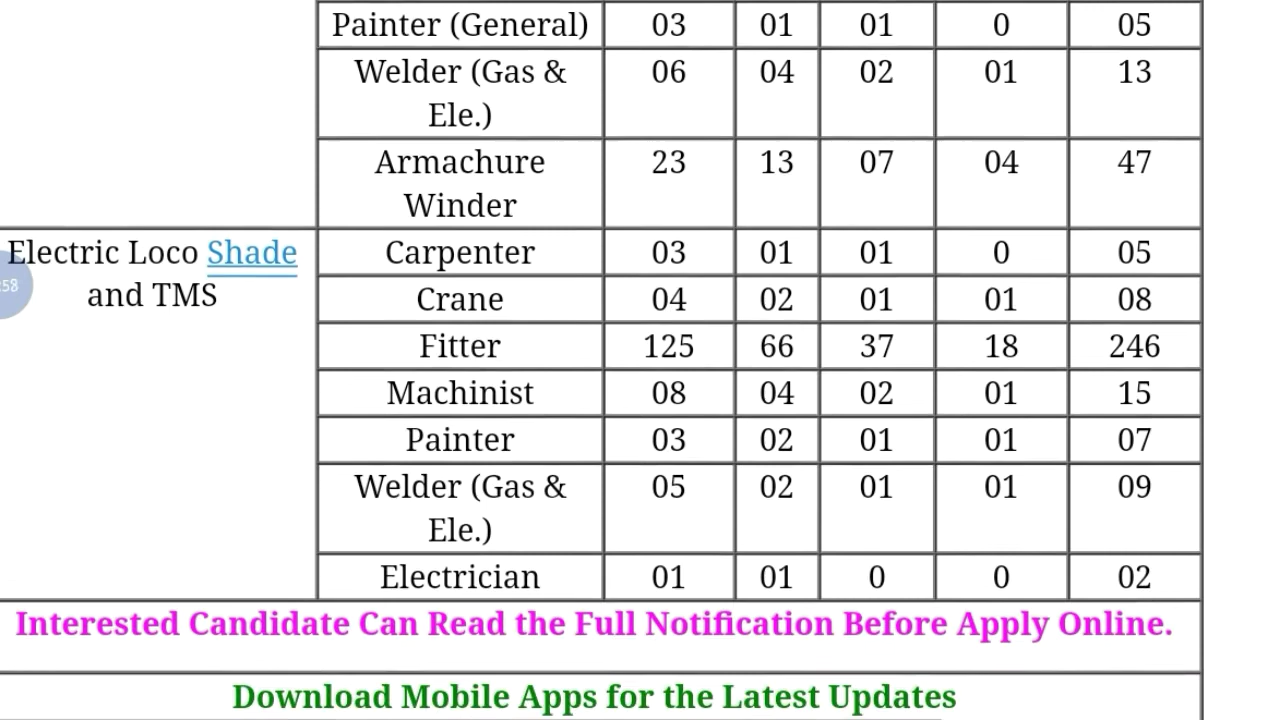 Painter (General) 03 01 01 0 05
Welder (Gas & 06 04 02 01 13
Ele.)
Armachure 23 13 07 04 47
Winder
Electric Loco Shade Carpenter 03 01 01 0 05
and TMS
:58
Crane 04 02 01 01 08
Fitter 125 66 37 18 246
Machinist 08 04 02 01 15
Painter 03 02 01 01 07
Welder (Gas & 05 02 01 01 09
Ele.)
Electrician 01 01 0 0 02
Interested Candidate Can Read the Full Notification Before Apply Online.
Download Mobile Apps for the Latest Updates